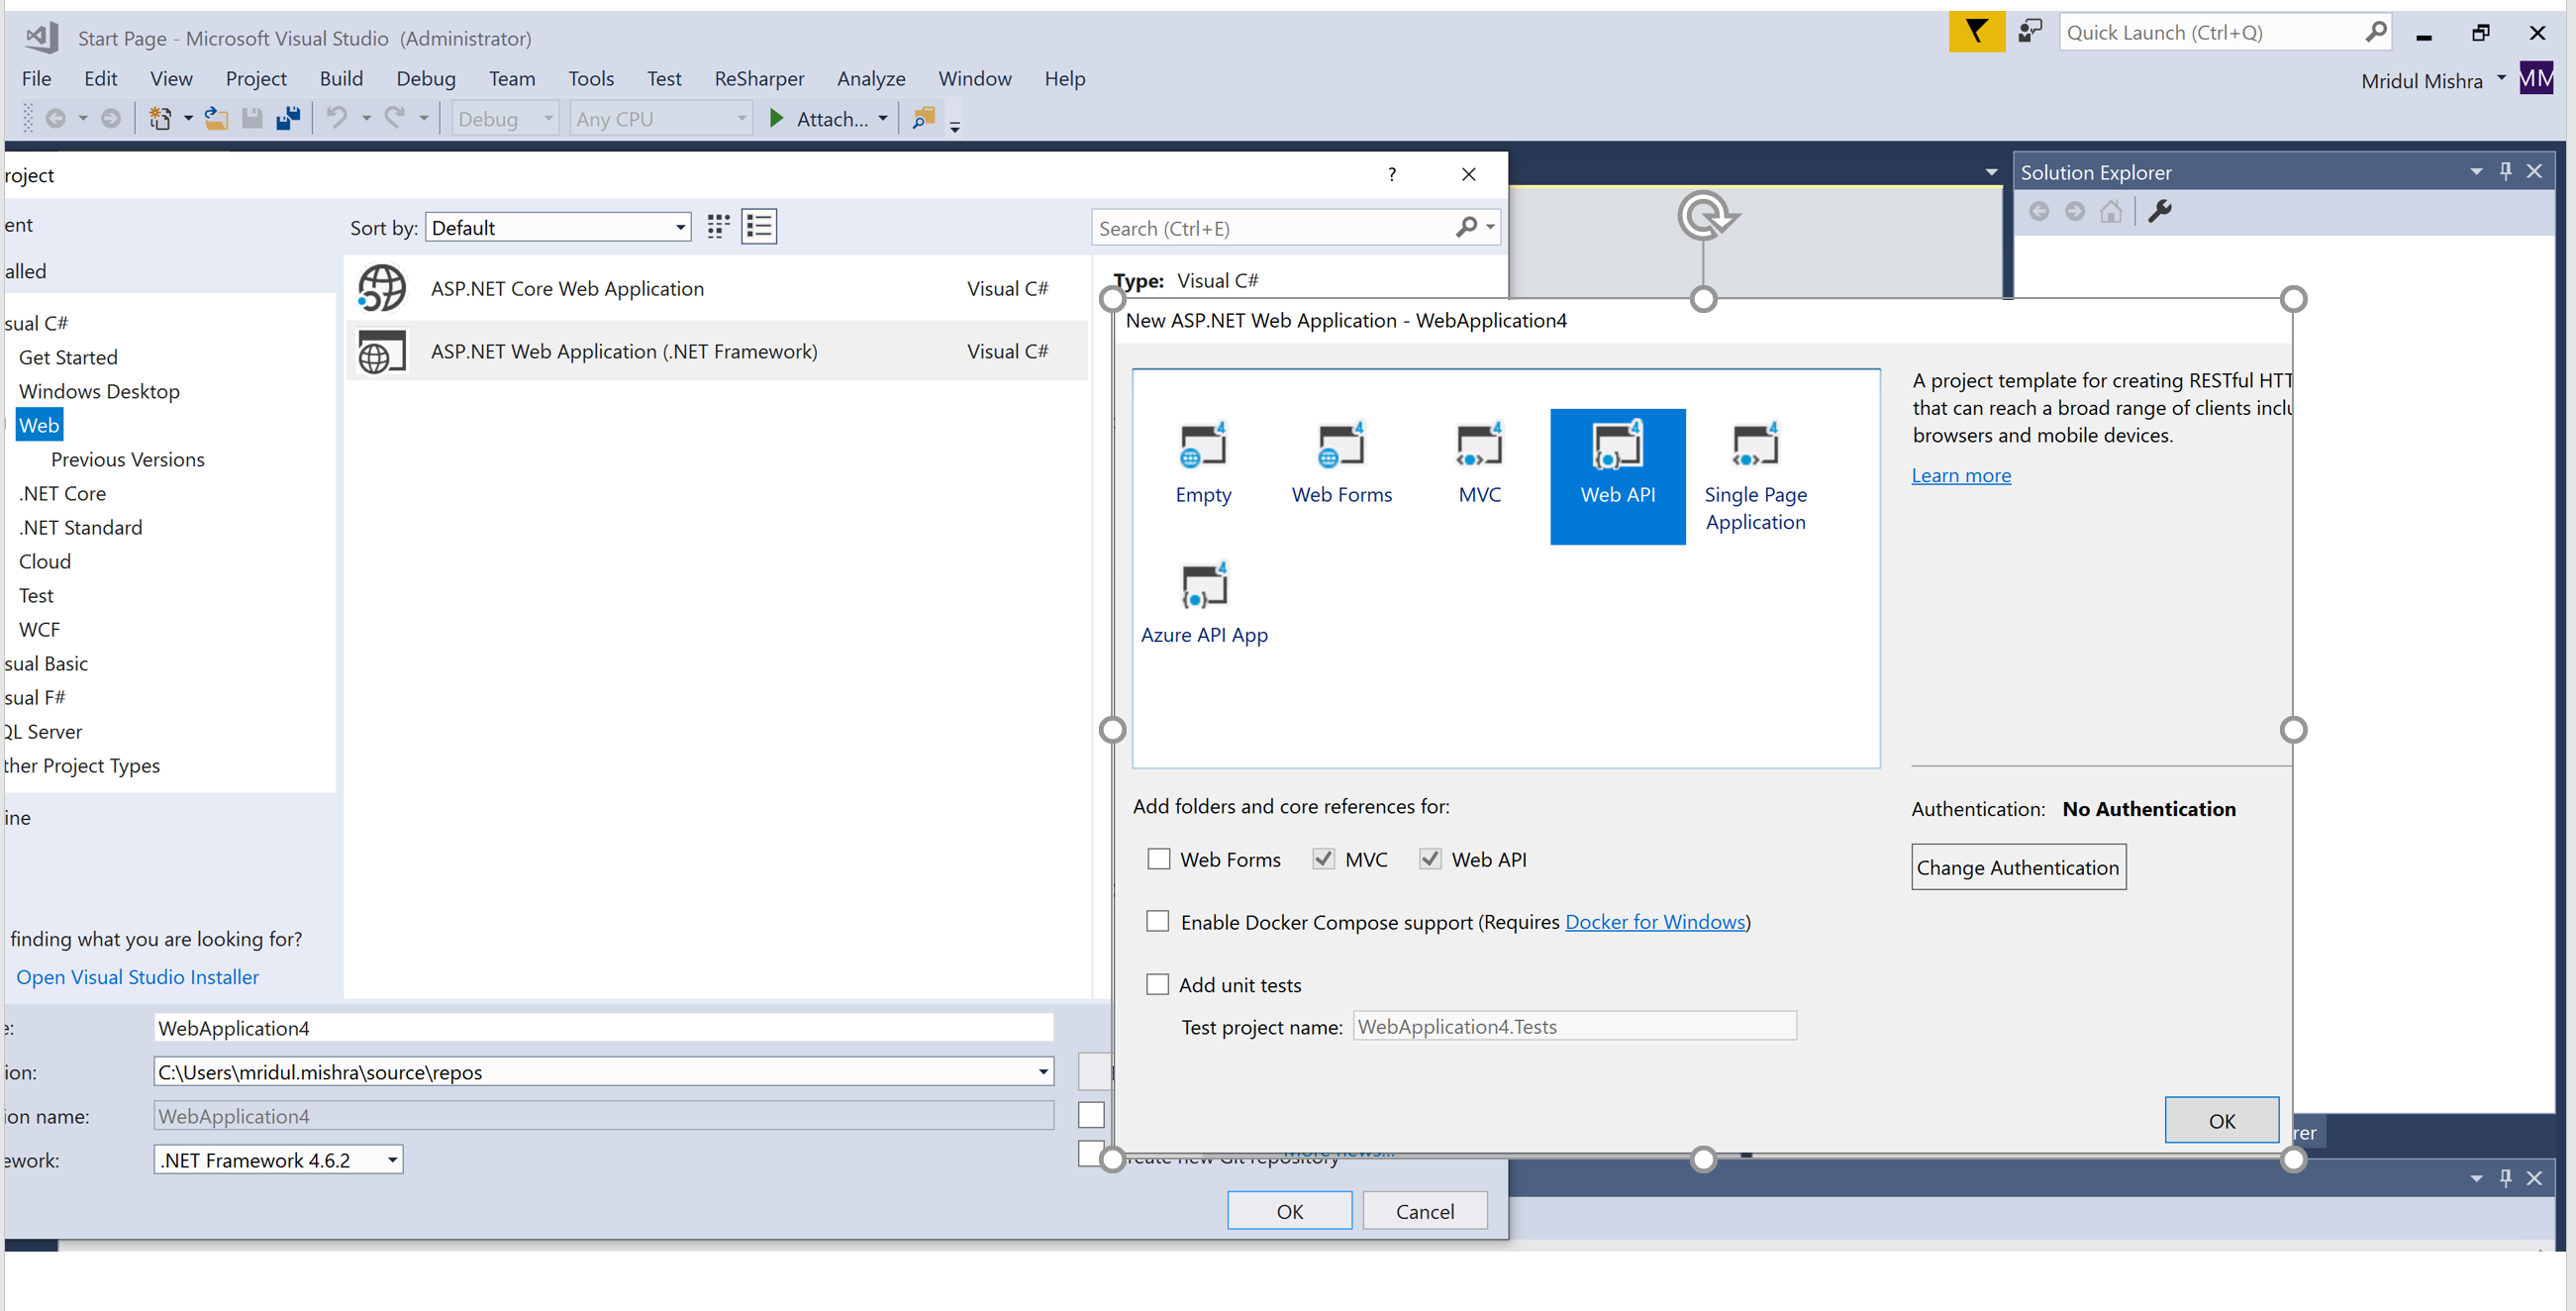 Start Page - Microsoft Visual Studio (Administrator)
Quick Launch (Ctrl+Q)
File Edit View Project Build Debug Team Tools Test ReSharper Analyze Window Help
Mridul Mishra MM
Debug Any CPU Attach...
roject
?
Solution Explorer
ent
Sort by: Default
Search (Ctrl+E)
alled
ASP.NET Core Web Application Visual C#
Type: Visual C#
sual C#
Get Started
ASP.NET Web Application (.NET Framework) Visual C#
Windows Desktop
Web
Previous Versions
.NET Core
.NET Standard
Cloud
Test
WCF
sual Basic
sual F#
QL Server
ther Project Types
ine
finding what you are looking for?
Open Visual Studio Installer
New ASP.NET Web Application - WebApplication4
Empty
Web Forms
MVC
Web API
Single Page
Application
Azure API App
A project template for creating RESTful HTT
that can reach a broad range of clients inclu
browsers and mobile devices.
Learn more
Add folders and core references for:
Web Forms MVC Web API
Enable Docker Compose support (Requires Docker for Windows)
Add unit tests
Test project name: WebApplication4.Tests
Authentication: No Authentication
Change Authentication
OK
rer
e: WebApplication4
ion: C:\Users\mridul.mishra\source\repos
ion name: WebApplication4
ework: .NET Framework 4.6.2
More news...
reate new Git repository
OK Cancel